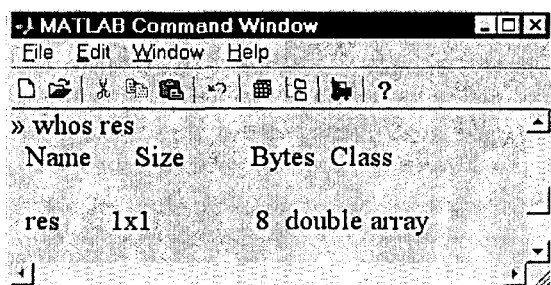 MATLAB Command Window
File Edit Window Help
?
» whos res
Name Size Bytes Class
res 1x1 8 double array